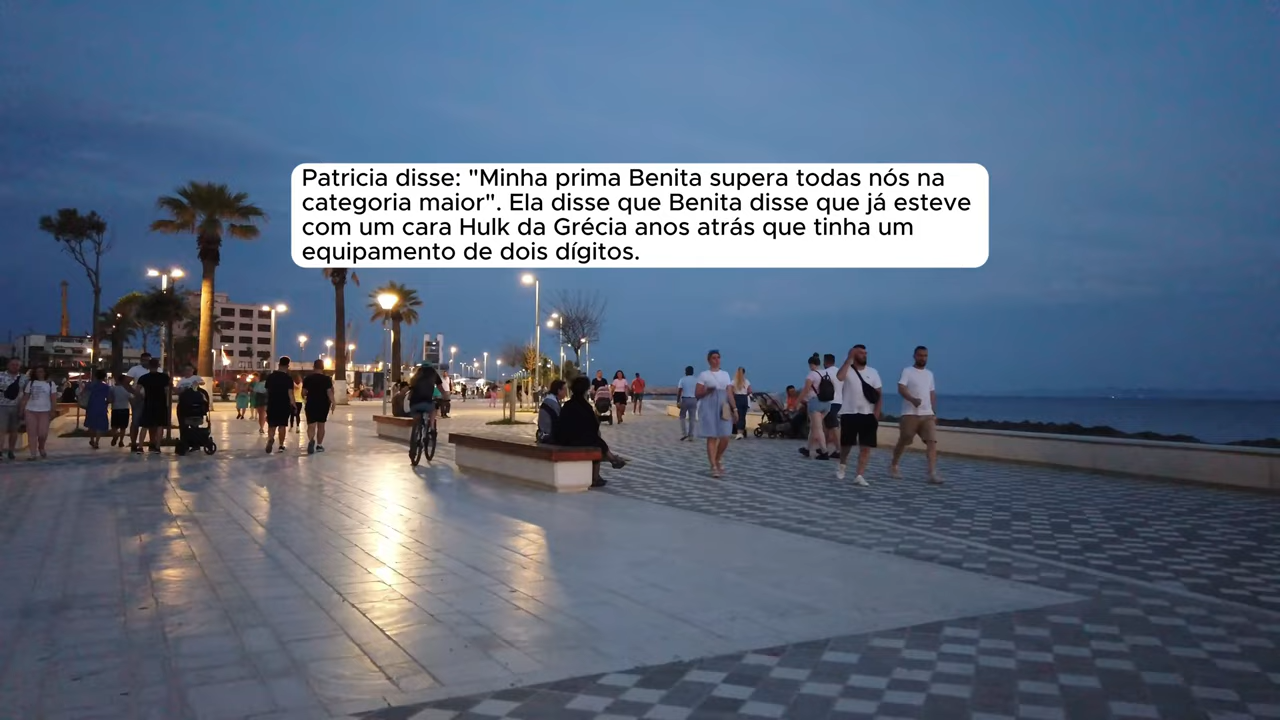 Patricia disse: "Minha prima Benita supera todas nós na
categoria maior". Ela disse que Benita disse que já esteve
com um cara Hulk da Grécia anos atrás que tinha um
equipamento de dois dígitos.